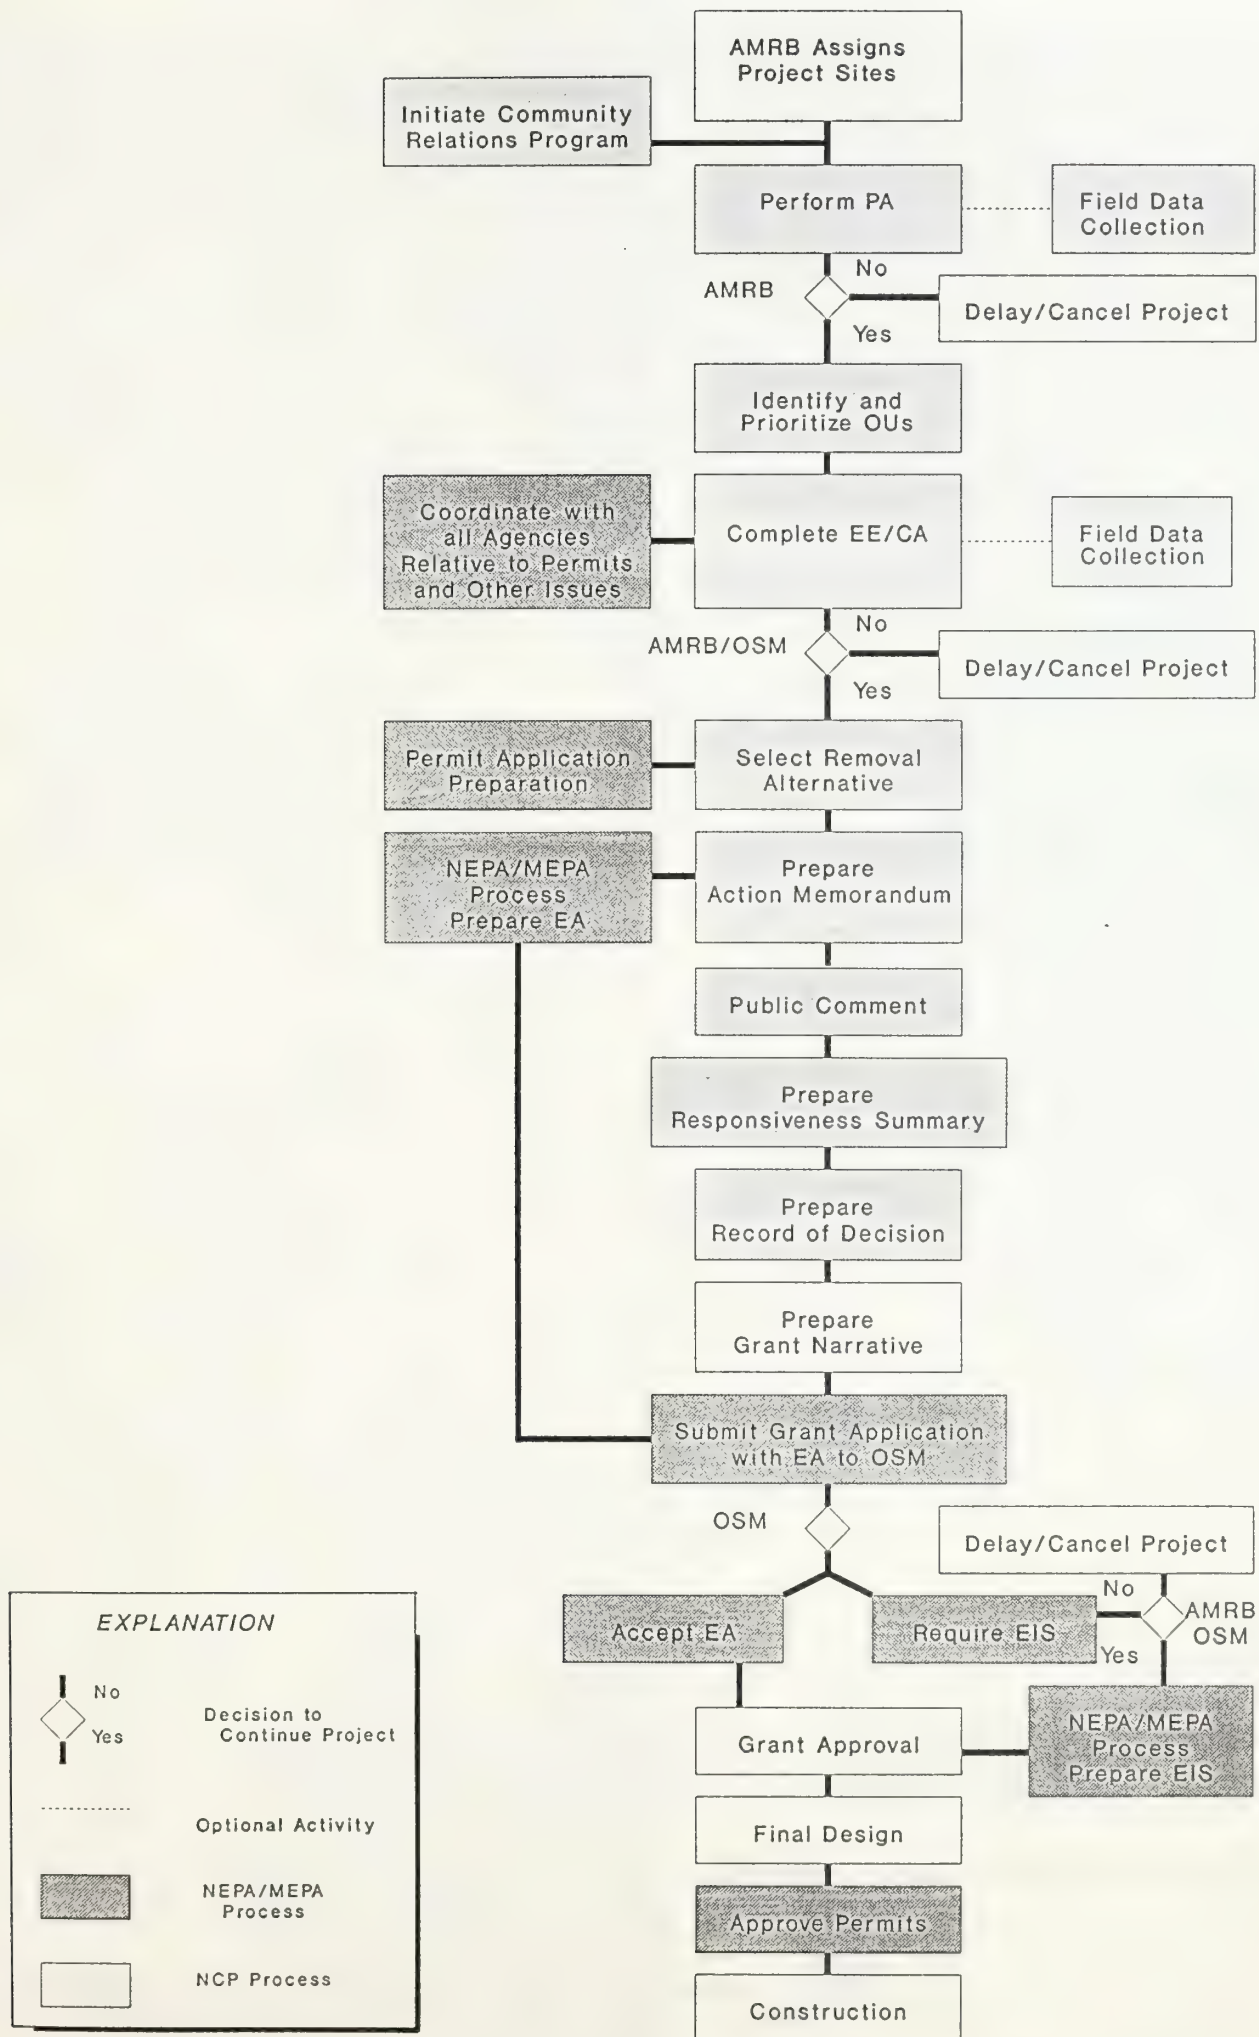 AMRB Assigns
Project Sites
Initiate Community
Relations Program
Perform PA
Field Data
Collection
AMRB
No
Delay/Cancel Project
Yes
Identify and
Prioritize OUs
Coordinate with
all Agencies
Relative to Permits
and Other Issues
Complete EE/CA
Field Data
Collection
AMRB/OSM
No
Delay/Cancel Project
Yes
Permit Application
Preparation
Select Removal
Alternative
NEPA/MEPA
Process
Prepare EA
Prepare
Action Memorandum
Public Comment
Prepare
Responsiveness Summary
Prepare
Record of Decision
Prepare
Grant Narrative
Submit Grant Application
with EA to OSM
OSM
Delay/Cancel Project
Accept EA
Require EIS
No
AMRB
OSM
Yes
Grant Approval
NEPA/MEPA
Process
Prepare EIS
Final Design
Approve Permits
Construction
EXPLANATION
No
Yes
Decision to
Continue Project
Optional Activity
NEPA/MEPA
Process
NCP Process